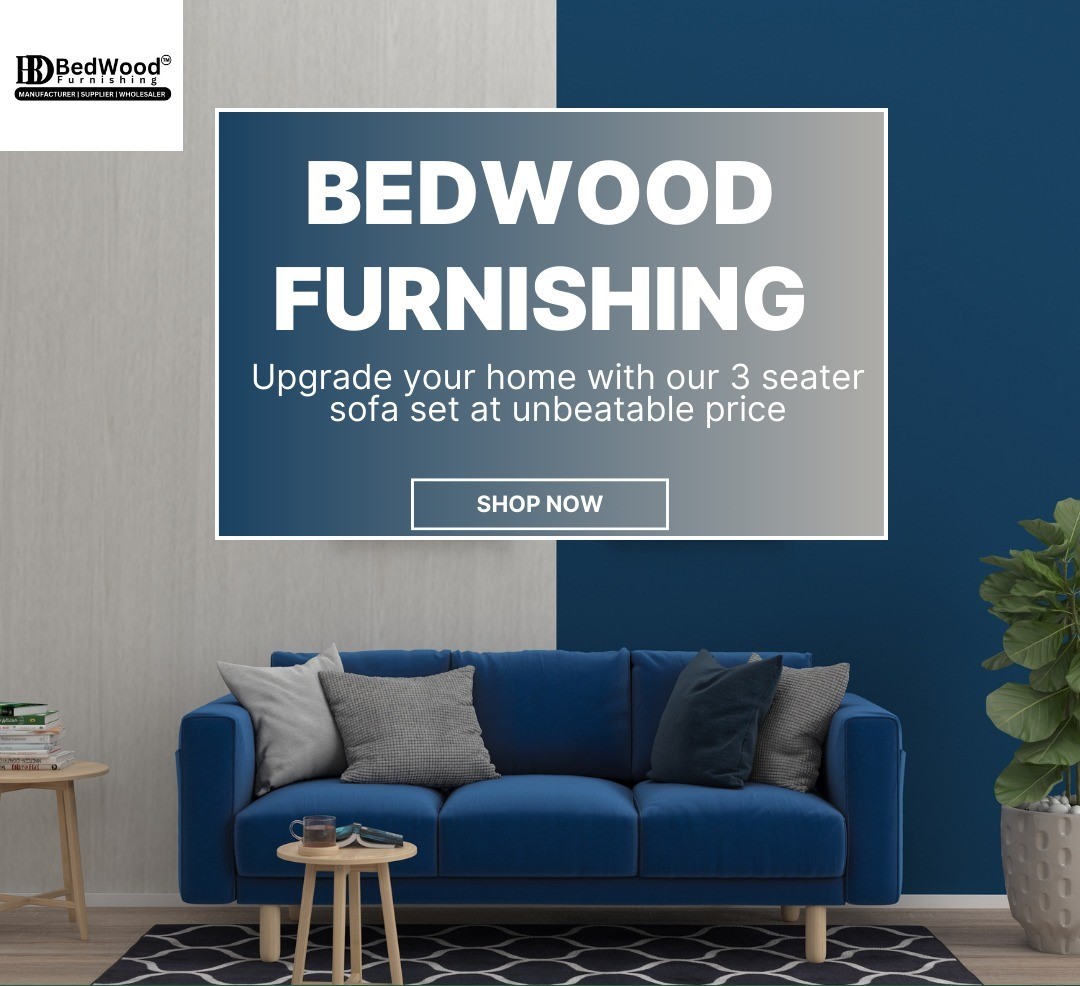 BD BedWood™
Furnishing
MANUFACTURER | SUPPLIER | WHOLESALER
BEDWOOD
FURNISHING
Upgrade your home with our 3 seater
sofa set at unbeatable price
SHOP NOW